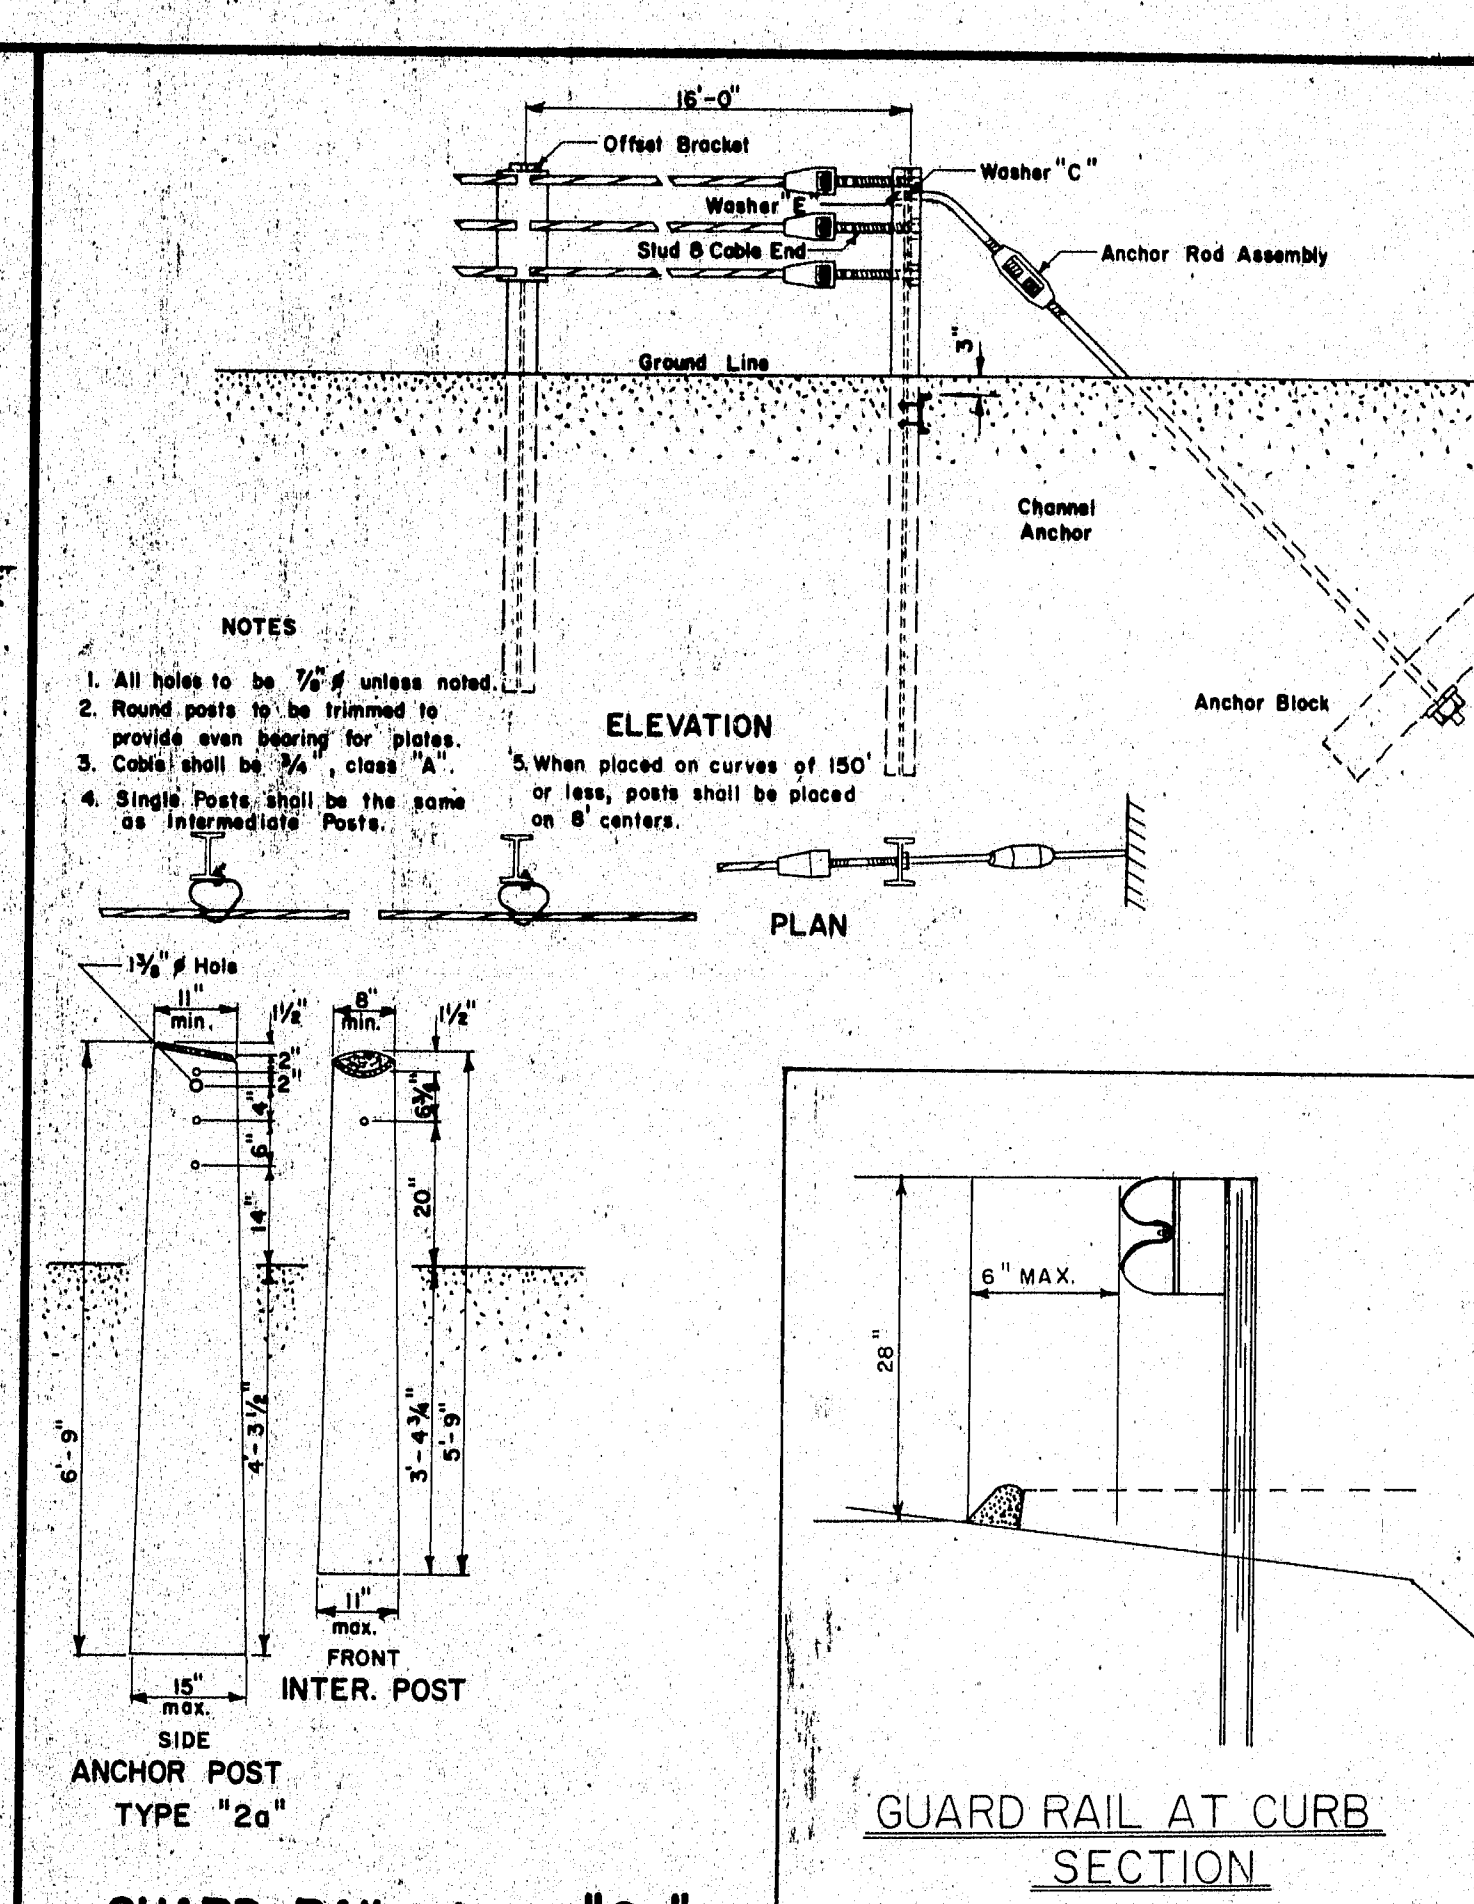 16'-0"
Offset Bracket
Washer "C"
Washer "E"
Stud & Cable End
Anchor Rod Assembly
3"
Ground Line
Channel
Anchor
Anchor Block
NOTES
1. All holes to be 7/8" ø unless noted.
2. Round posts to be trimmed to
provide even bearing for plates.
3. Cable shall be 3/4", class "A".
4. Single Posts shall be the same
as Intermediate Posts.
ELEVATION
5. When placed on curves of 150'
or less, posts shall be placed
on 8' centers.
PLAN
1 3/8" ø Hole
11"
min.
1 1/2"
2"
2"
4"
6"
14"
6'-9"
4'-3 1/2"
15"
max.
SIDE
ANCHOR POST
TYPE "2a"
8"
min.
1 1/2"
6 3/4"
20"
3'-4 3/4"
5'-9"
11"
max.
FRONT
INTER. POST
6" MAX.
28"
GUARD RAIL AT CURB
SECTION